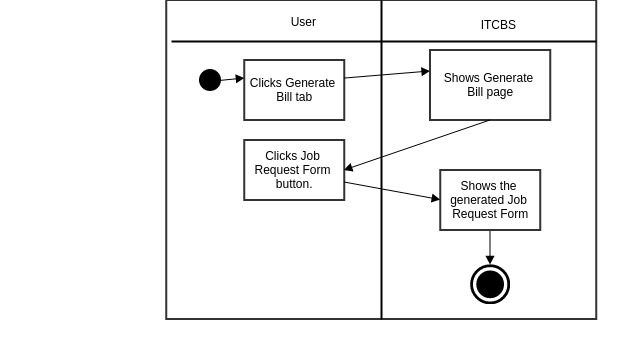 User
ITCBS
Clicks Generate
Bill tab
Shows Generate
Bill page
Clicks Job
Request Form
button.
Shows the
generated Job
Request Form